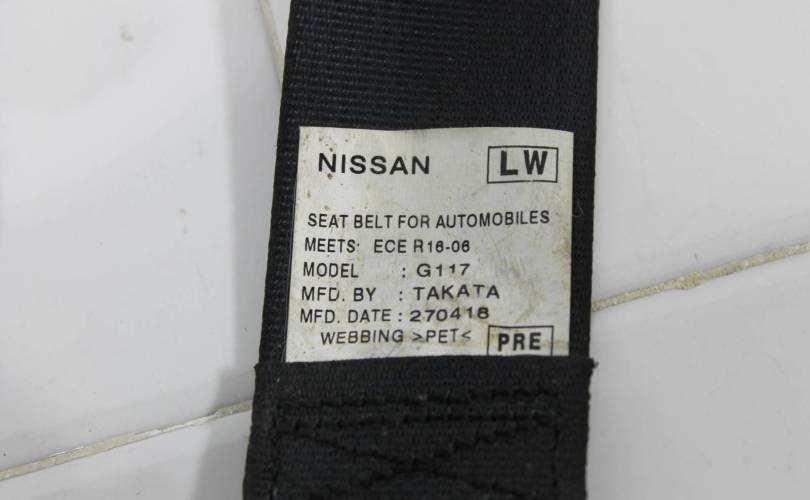 NISSAN LW
SEAT BELT FOR AUTOMOBILES
MEETS: ECE R16-06
MODEL : G117
MFD. BY : TAKATA
MFD. DATE : 270418
WEBBING >PET< PRE